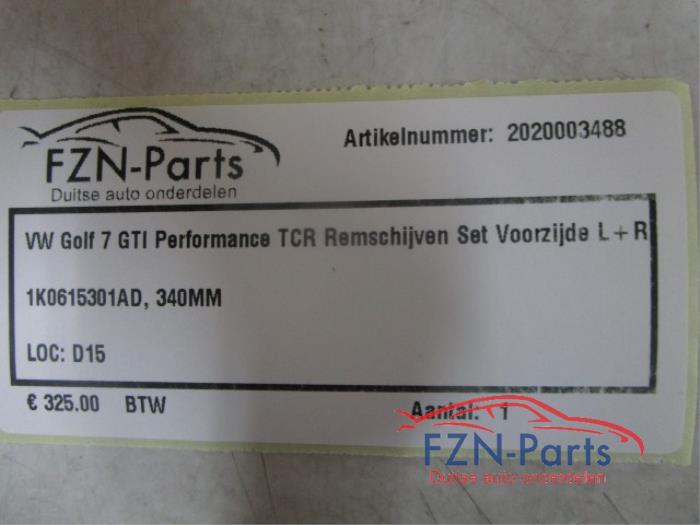 FZN-Parts
Duitse auto onderdelen
Artikelnummer: 2020003488
VW Golf 7 GTI Performance TCR Remschijven Set Voorzijde L+R
1K0615301AD, 340MM
LOC: D15
€ 325.00 BTW
Aantal: 1
FZN-Parts
Duitse auto onderdelen